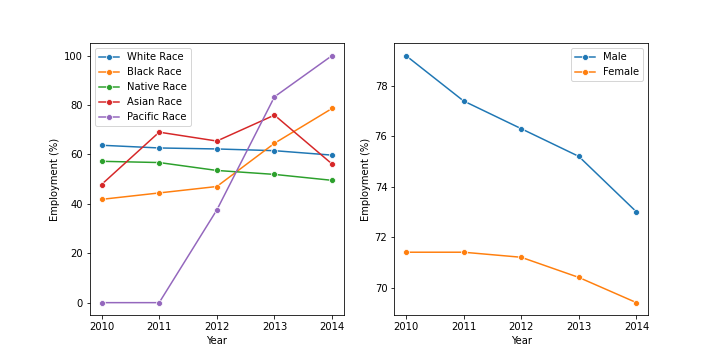 White Race
Black Race
Native Race
Asian Race
Pacific Race
100
80
60
40
20
0
Employment (%)
2010 2011 2012 2013 2014
Year
Male
Female
78
76
74
72
70
Employment (%)
2010 2011 2012 2013 2014
Year